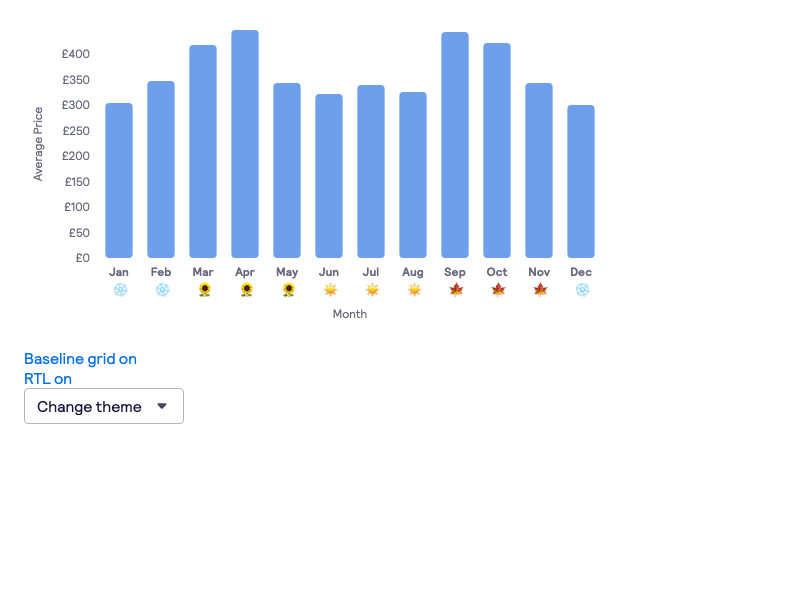 £400
£350
£300
£250
£200
£150
£100
£50
£0
Average Price
Jan Feb Mar Apr May Jun Jul Aug Sep Oct Nov Dec
Month
Baseline grid on
RTL on
Change theme